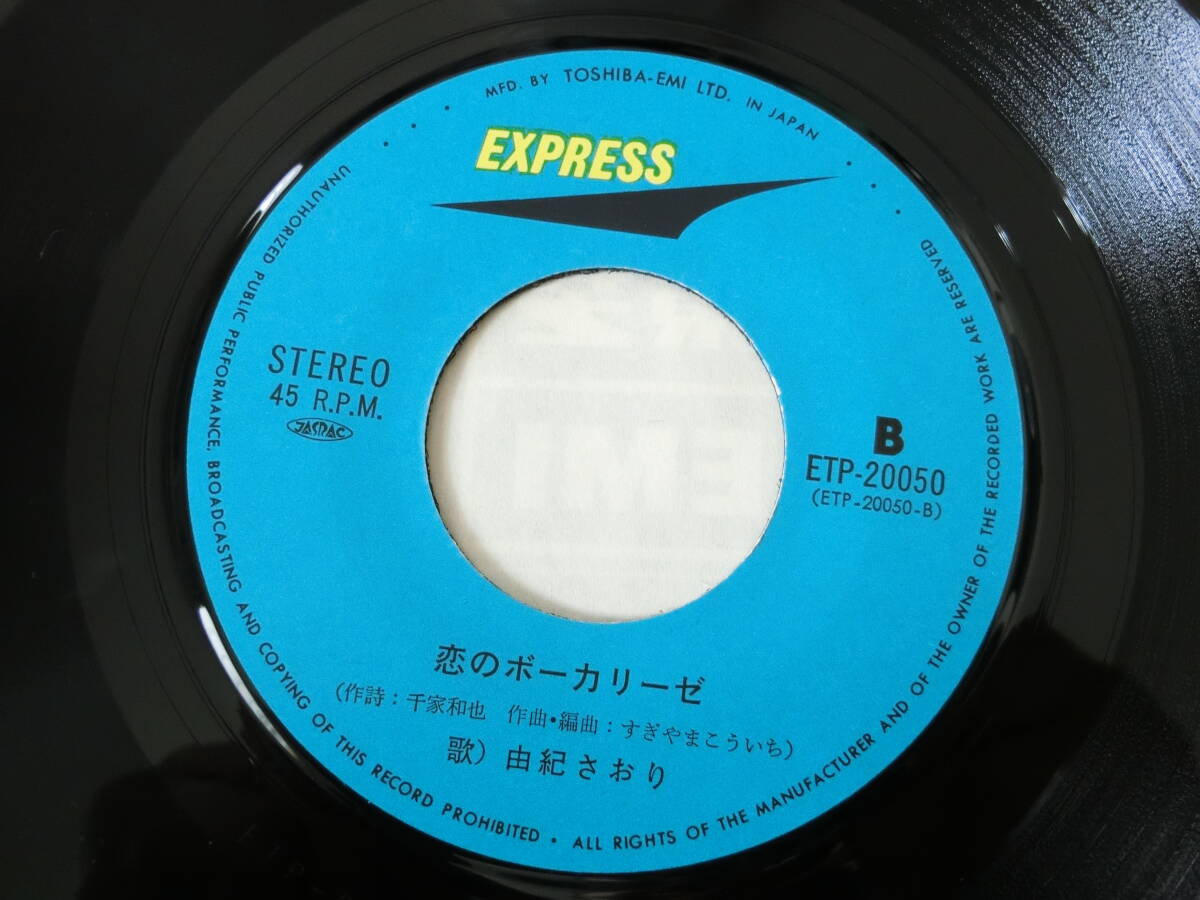 MFD. BY TOSHIBA-EMI LTD. IN JAPAN
EXPRESS
STEREO
45 R.P.M.
JASRAC
B
ETP-20050
(ETP-20050-B)
恋のボーカリーゼ
(作詩:千家和也 作曲・編曲:すぎやまこういち)
歌) 由紀さおり
UNAUTHORIZED PUBLIC PERFORMANCE, BROADCASTING AND COPYING OF THIS RECORD PROHIBITED • ALL RIGHTS OF THE MANUFACTURER AND OF THE OWNER OF THE RECORDED WORK ARE RESERVED